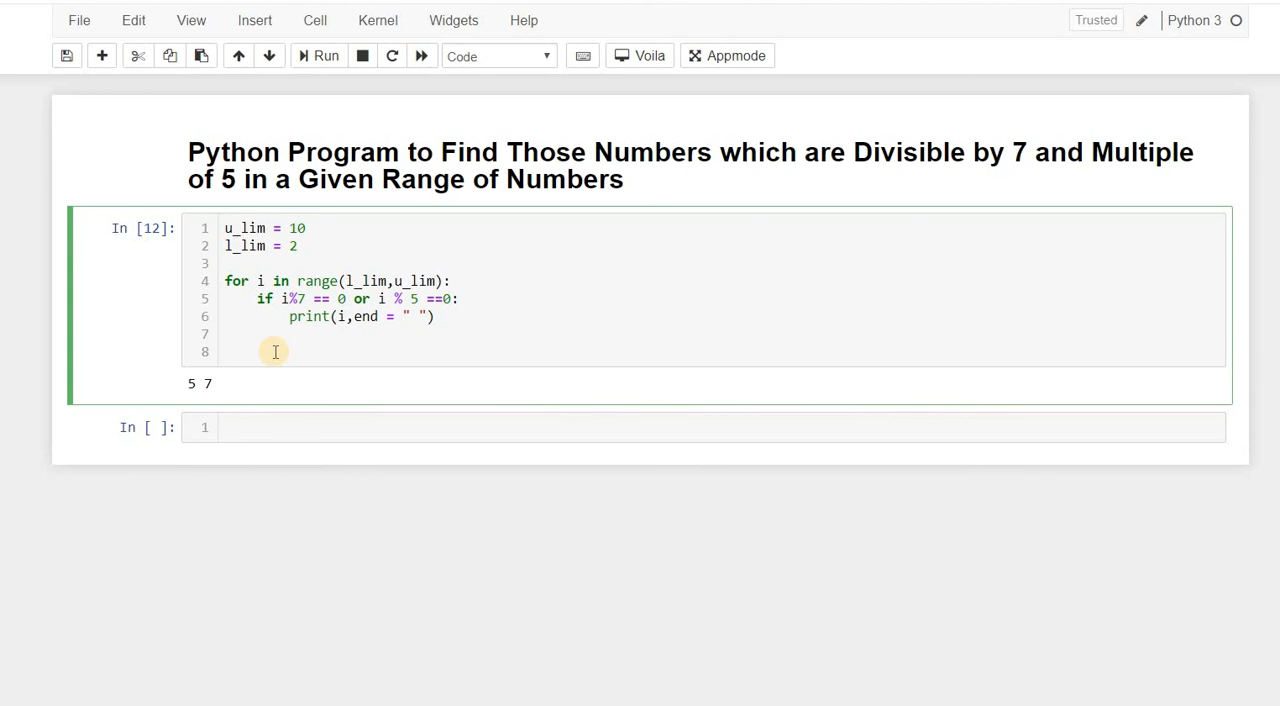 File Edit View Insert Cell Kernel Widgets Help Trusted Python 3
Run Code Voila Appmode
Python Program to Find Those Numbers which are Divisible by 7 and Multiple
of 5 in a Given Range of Numbers
In [12]:
1 u_lim = 10
2 l_lim = 2
3
4 for i in range(l_lim,u_lim):
5     if i%7 == 0 or i % 5 ==0:
6         print(i,end = " ")
7
8
5 7
In [ ]: 1